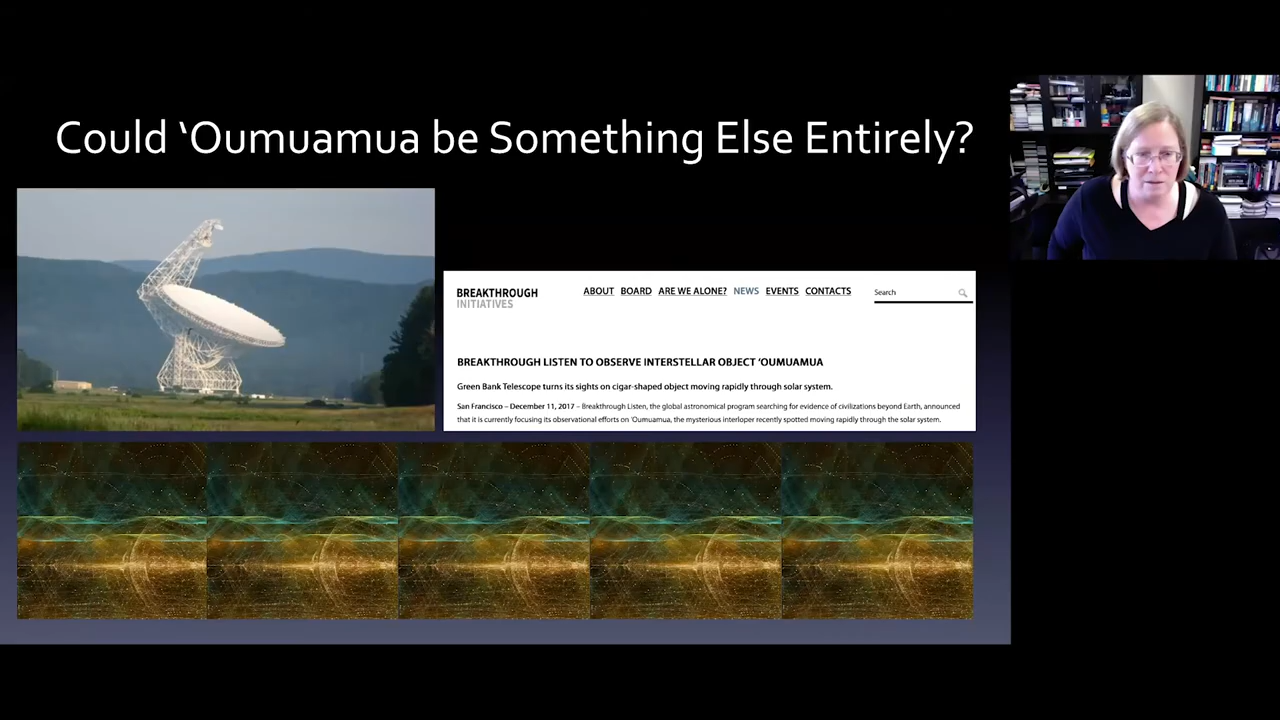 Could ‘Oumuamua be Something Else Entirely?
BREAKTHROUGH
INITIATIVES
ABOUT BOARD ARE WE ALONE? NEWS EVENTS CONTACTS
Search
BREAKTHROUGH LISTEN TO OBSERVE INTERSTELLAR OBJECT ‘OUMUAMUA
Green Bank Telescope turns its sights on cigar-shaped object moving rapidly through solar system.
San Francisco – December 11, 2017 – Breakthrough Listen, the global astronomical program searching for evidence of civilizations beyond Earth, announced
that it is currently focusing its observational efforts on ‘Oumuamua, the mysterious interloper recently spotted moving rapidly through the solar system.